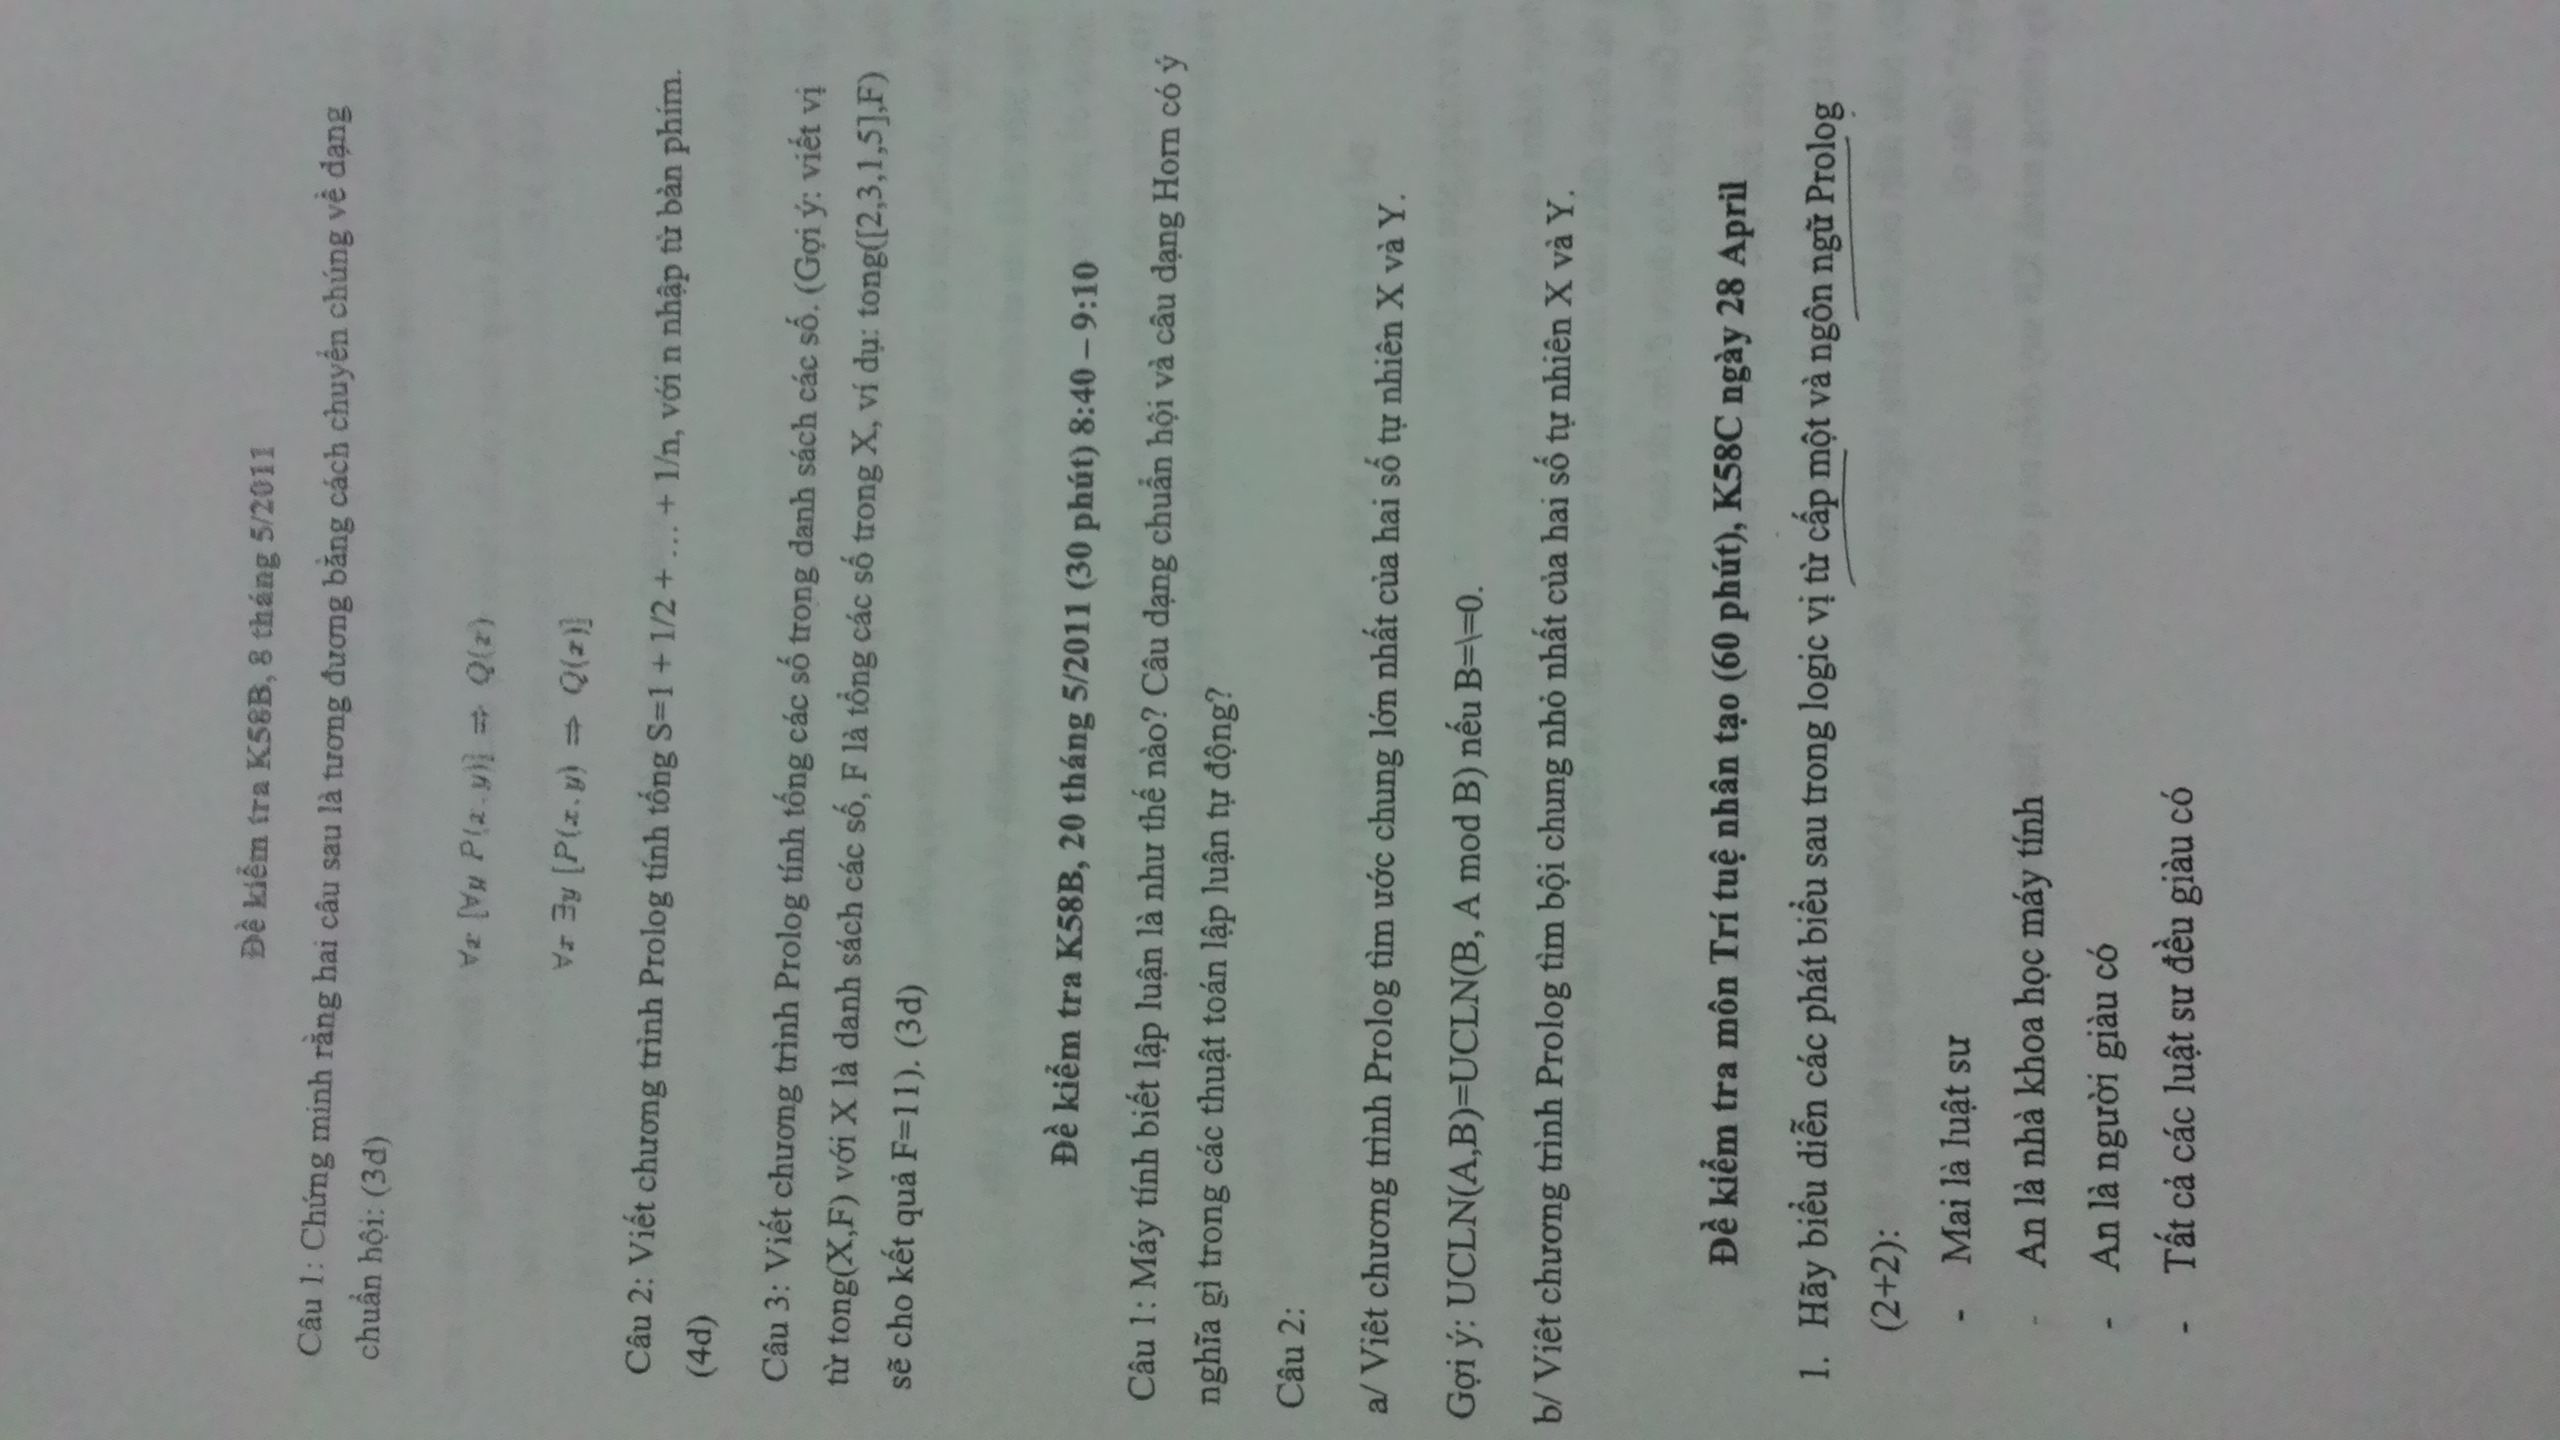 Đề kiểm tra K58B, 8 tháng 5/2011
Câu 1: Chứng minh rằng hai câu sau là tương đương bằng cách chuyển chúng về dạng
chuẩn hội: (3d)
∀x [∀y P(x,y)] ⇒ Q(x)
∀x ∃y [P(x,y) ⇒ Q(x)]
Câu 2: Viết chương trình Prolog tính tổng S=1 + 1/2 + … + 1/n, với n nhập từ bàn phím.
(4d)
Câu 3: Viết chương trình Prolog tính tổng các số trong danh sách các số. (Gợi ý: viết vị
từ tong(X,F) với X là danh sách các số, F là tổng các số trong X, ví dụ: tong([2,3,1,5],F)
sẽ cho kết quả F=11). (3d)
Đề kiểm tra K58B, 20 tháng 5/2011 (30 phút) 8:40 – 9:10
Câu 1: Máy tính biết lập luận là như thế nào? Câu dạng chuẩn hội và câu dạng Horn có ý
nghĩa gì trong các thuật toán lập luận tự động?
Câu 2:
a/ Viêt chương trình Prolog tìm ước chung lớn nhất của hai số tự nhiên X và Y.
Gợi ý: UCLN(A,B)=UCLN(B, A mod B) nếu B=\=0.
b/ Viêt chương trình Prolog tìm bội chung nhỏ nhất của hai số tự nhiên X và Y.
Đề kiểm tra môn Trí tuệ nhân tạo (60 phút), K58C ngày 28 April
1. Hãy biểu diễn các phát biểu sau trong logic vị từ cấp một và ngôn ngữ Prolog
(2+2):
- Mai là luật sư
- An là nhà khoa học máy tính
- An là người giàu có
- Tất cả các luật sư đều giàu có